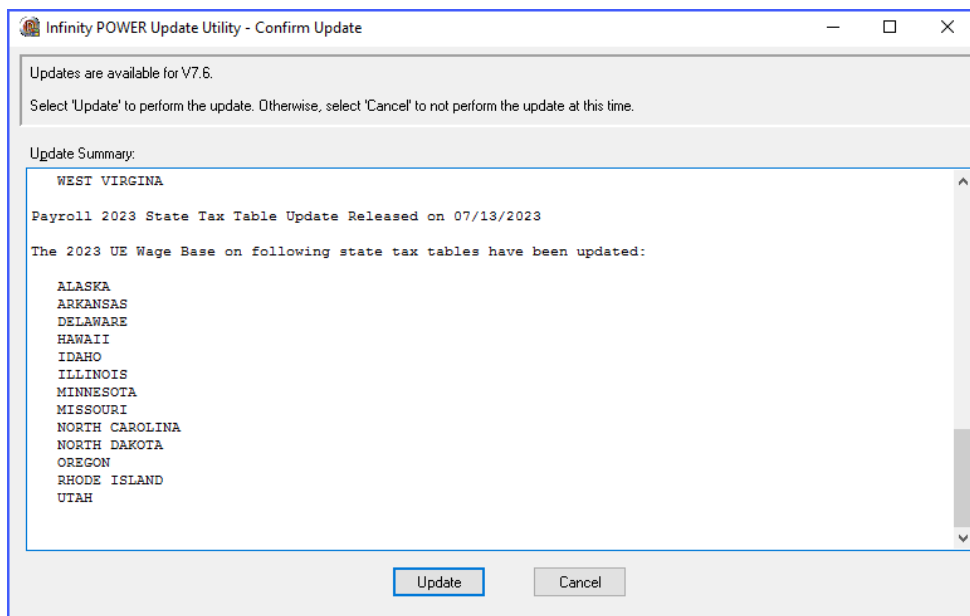 Infinity POWER Update Utility - Confirm Update
Updates are available for V7.6.
Select 'Update' to perform the update. Otherwise, select 'Cancel' to not perform the update at this time.
Update Summary:
WEST VIRGINA
Payroll 2023 State Tax Table Update Released on 07/13/2023
The 2023 UE Wage Base on following state tax tables have been updated:
ALASKA
ARKANSAS
DELAWARE
HAWAII
IDAHO
ILLINOIS
MINNESOTA
MISSOURI
NORTH CAROLINA
NORTH DAKOTA
OREGON
RHODE ISLAND
UTAH
Update
Cancel